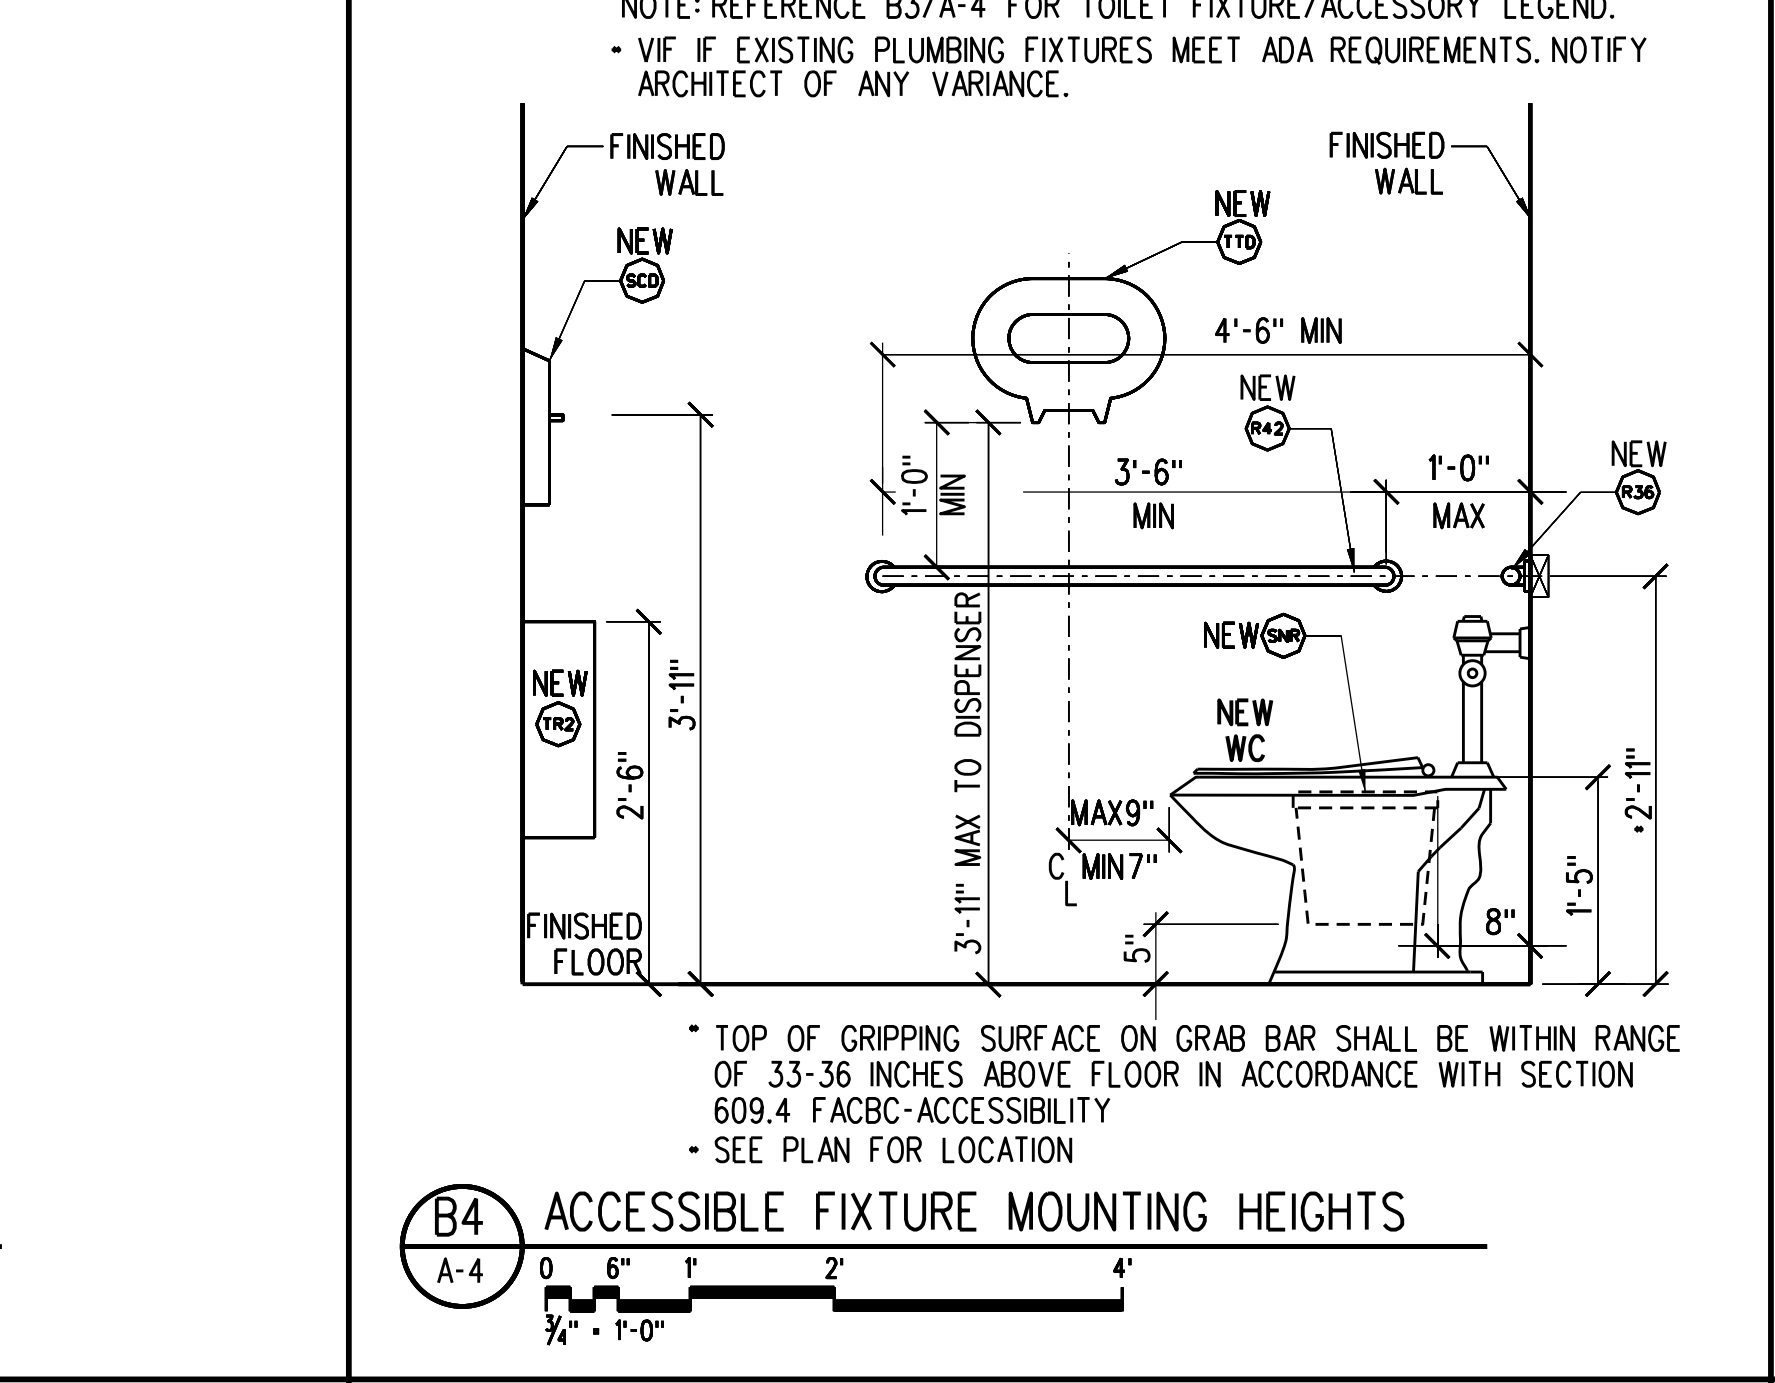 NOTE: REFERENCE B3/A-4 FOR TOILET FIXTURE/ACCESSORY LEGEND.
* VIF IF EXISTING PLUMBING FIXTURES MEET ADA REQUIREMENTS. NOTIFY
ARCHITECT OF ANY VARIANCE.
FINISHED
WALL
FINISHED
WALL
NEW
TTD
NEW
SCD
4'-6" MIN
NEW
R42
1'-0"
MIN
3'-6"
MIN
1'-0"
MAX
NEW
R36
3'-11" MAX TO DISPENSER
NEW SNR
NEW
TR2
2'-6"
3'-11"
NEW
WC
MAX 9"
MIN 7"
C
L
5"
8"
1'-5"
*2'-11"
FINISHED
FLOOR
* TOP OF GRIPPING SURFACE ON GRAB BAR SHALL BE WITHIN RANGE
OF 33-36 INCHES ABOVE FLOOR IN ACCORDANCE WITH SECTION
609.4 FACBC-ACCESSIBILITY
* SEE PLAN FOR LOCATION
B4
A-4
ACCESSIBLE FIXTURE MOUNTING HEIGHTS
0 6" 1' 2' 4'
3/4" = 1'-0"